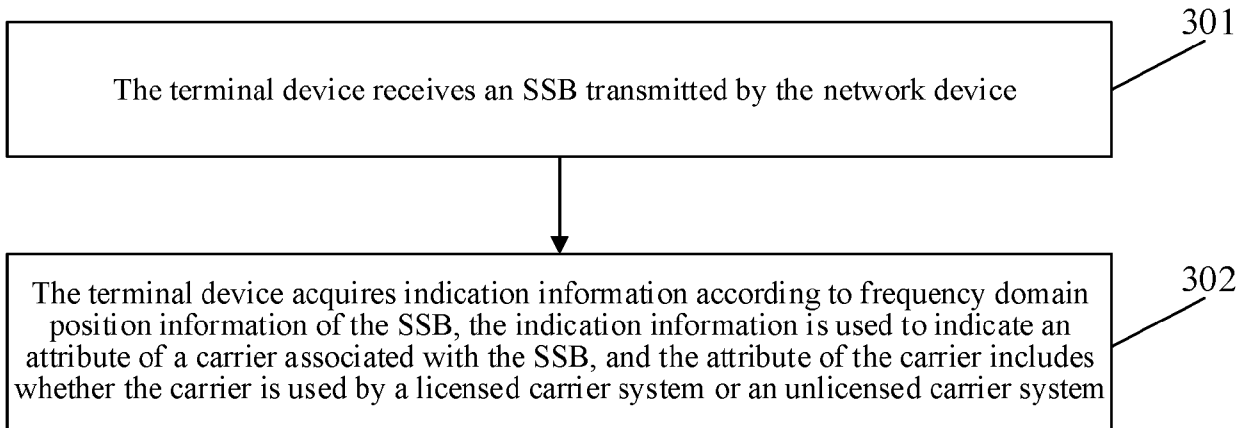 301
The terminal device receives an SSB transmitted by the network device
302
The terminal device acquires indication information according to frequency domain
position information of the SSB, the indication information is used to indicate an
attribute of a carrier associated with the SSB, and the attribute of the carrier includes
whether the carrier is used by a licensed carrier system or an unlicensed carrier system